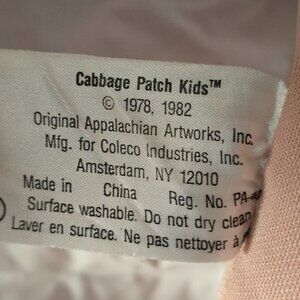 Cabbage Patch Kids™
© 1978, 1982
Original Appalachian Artworks, Inc.
Mfg. for Coleco Industries, Inc.
Amsterdam, NY 12010
Made in China Reg. No. PA-
Surface washable. Do not dry clean
Laver en surface. Ne pas nettoyer à